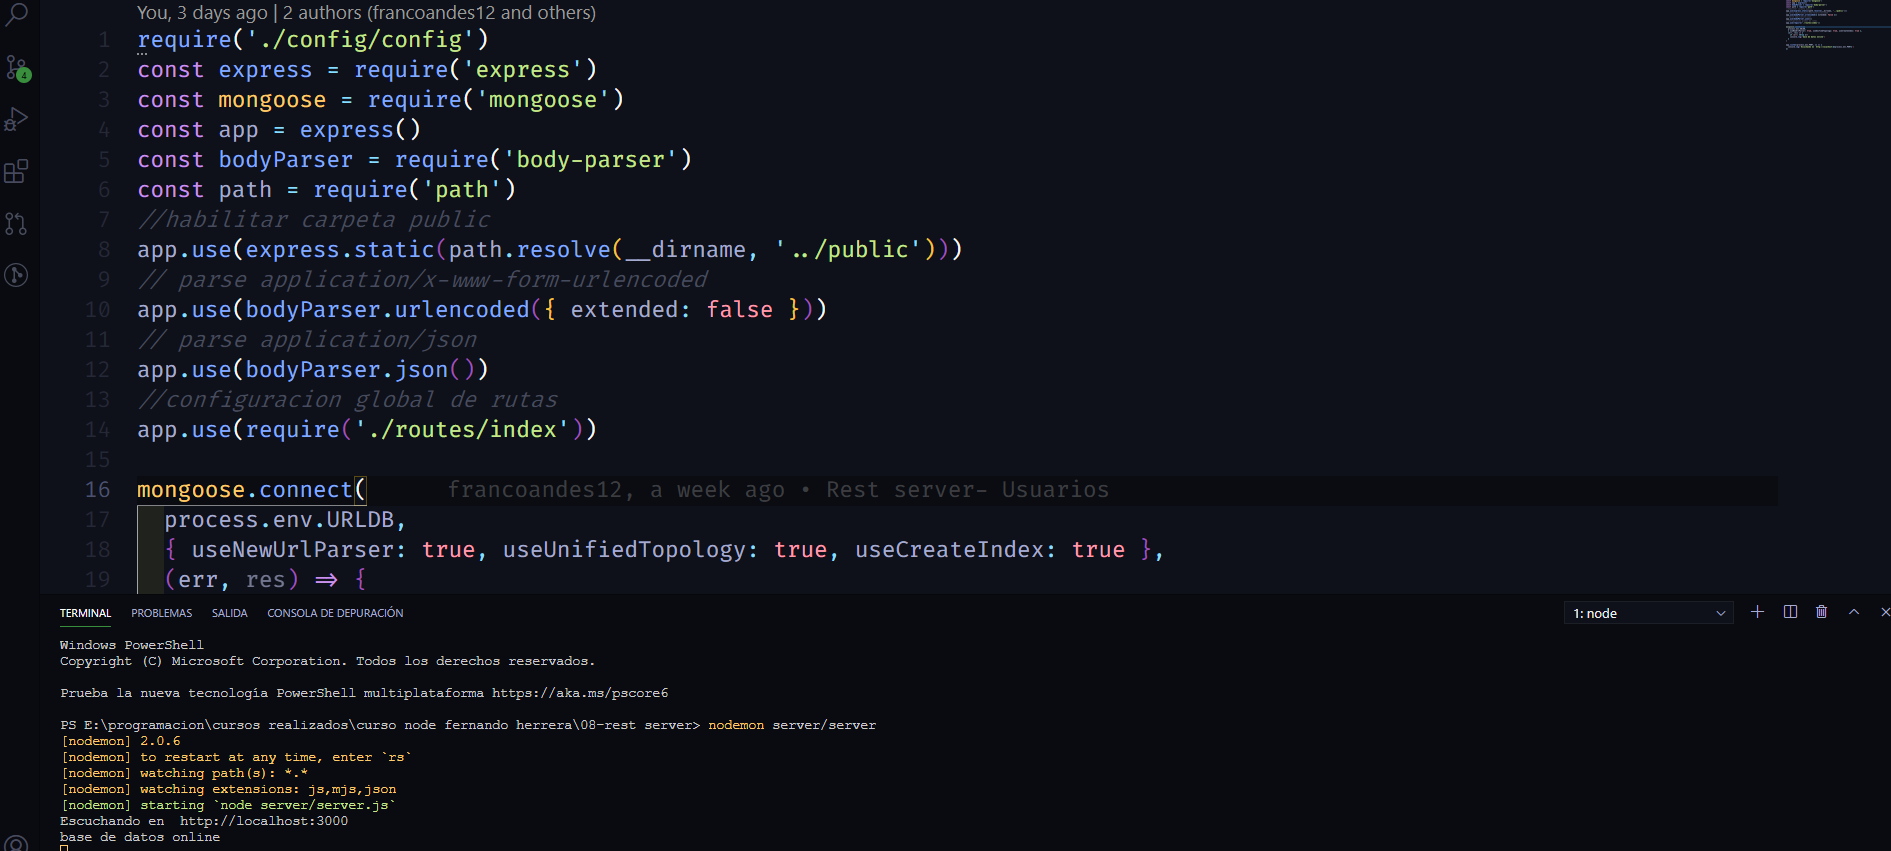 You, 3 days ago | 2 authors (francoandes12 and others)
1 require('./config/config')
2 const express = require('express')
3 const mongoose = require('mongoose')
4 const app = express()
5 const bodyParser = require('body-parser')
6 const path = require('path')
7 //habilitar carpeta public
8 app.use(express.static(path.resolve(__dirname, '../public')))
9 // parse application/x-www-form-urlencoded
10 app.use(bodyParser.urlencoded({ extended: false }))
11 // parse application/json
12 app.use(bodyParser.json())
13 //configuracion global de rutas
14 app.use(require('./routes/index'))
15
16 mongoose.connect( francoandes12, a week ago • Rest server- Usuarios
17 process.env.URLDB,
18 { useNewUrlParser: true, useUnifiedTopology: true, useCreateIndex: true },
19 (err, res) => {
4
TERMINAL PROBLEMAS SALIDA CONSOLA DE DEPURACIÓN 1: node
Windows PowerShell
Copyright (C) Microsoft Corporation. Todos los derechos reservados.
Prueba la nueva tecnología PowerShell multiplataforma https://aka.ms/pscore6
PS E:\programacion\cursos realizados\curso node fernando herrera\08-rest server> nodemon server/server
[nodemon] 2.0.6
[nodemon] to restart at any time, enter `rs`
[nodemon] watching path(s): *.*
[nodemon] watching extensions: js,mjs,json
[nodemon] starting `node server/server.js`
Escuchando en  http://localhost:3000
base de datos online